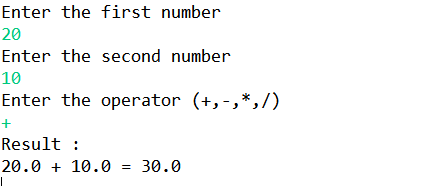 Enter the first number
20
Enter the second number
10
Enter the operator (+,-,*,/)
+
Result :
20.0 + 10.0 = 30.0